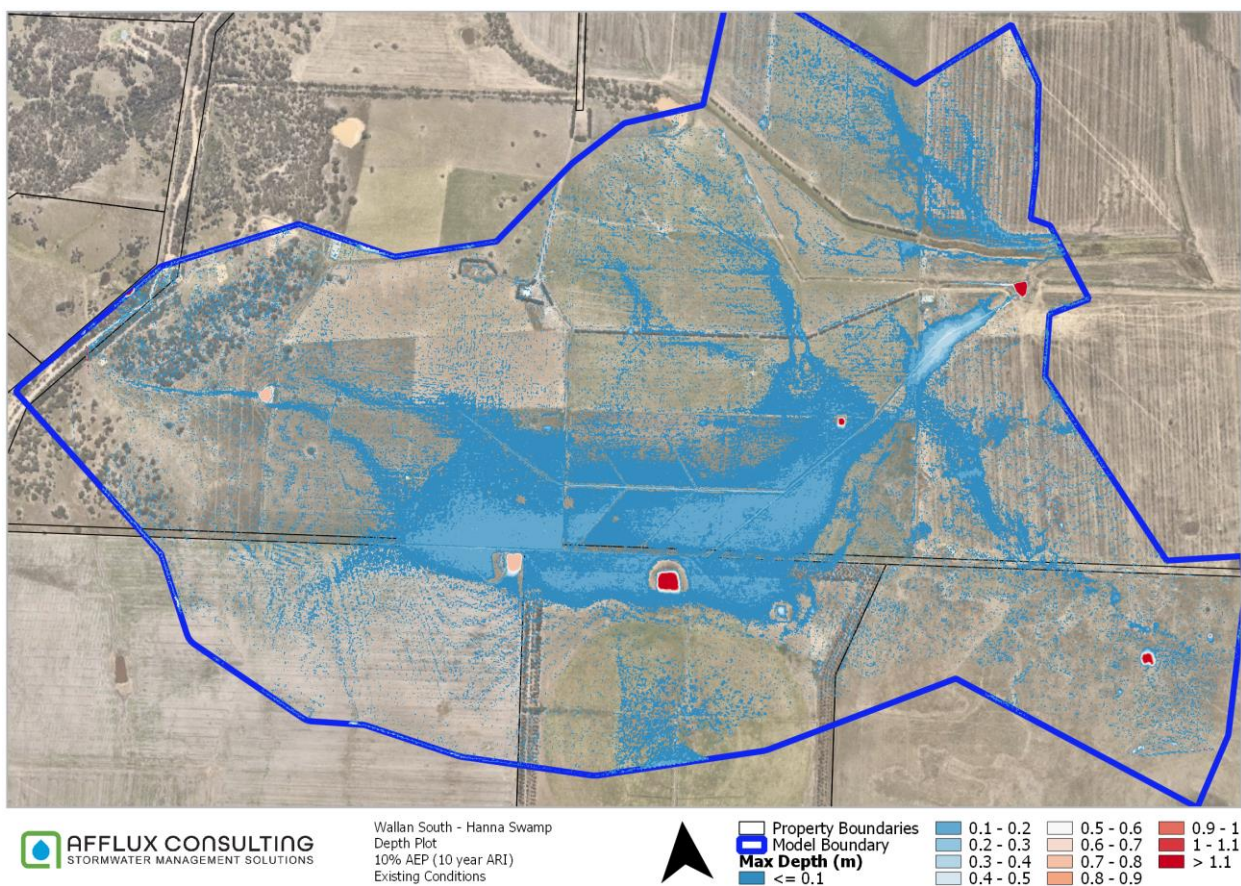 AFFLUX CONSULTING
STORMWATER MANAGEMENT SOLUTIONS
Wallan South - Hanna Swamp
Depth Plot
10% AEP (10 year ARI)
Existing Conditions
Property Boundaries
Model Boundary
Max Depth (m)
<= 0.1
0.1 - 0.2
0.2 - 0.3
0.3 - 0.4
0.4 - 0.5
0.5 - 0.6
0.6 - 0.7
0.7 - 0.8
0.8 - 0.9
0.9 - 1
1 - 1.1
> 1.1